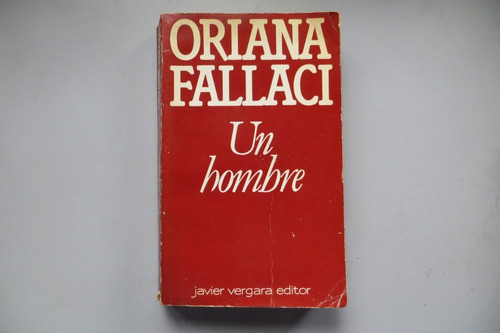 ORIANA
FALLACI
Un
hombre
javier vergara editor